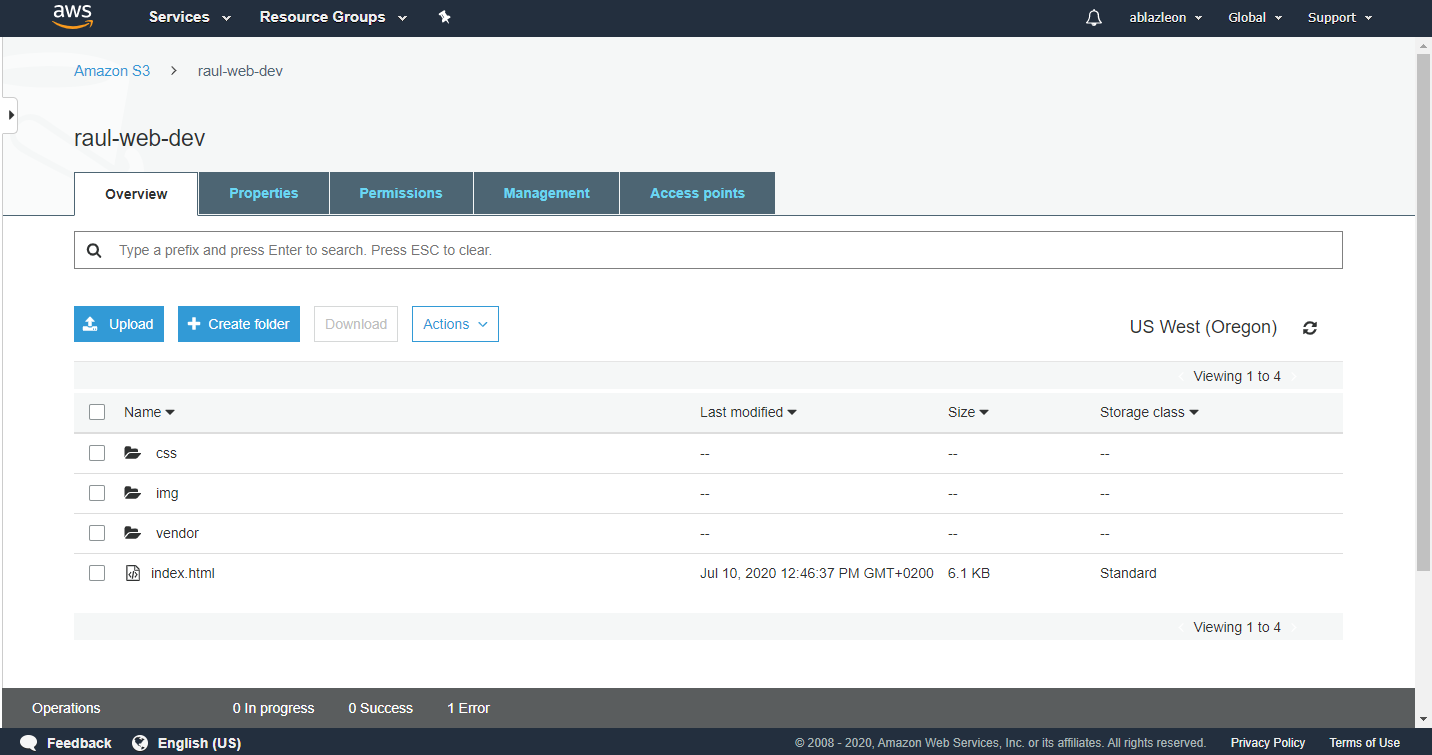 aws Services Resource Groups ablazleon Global Support
Amazon S3 raul-web-dev
raul-web-dev
Overview Properties Permissions Management Access points
Type a prefix and press Enter to search. Press ESC to clear.
Upload Create folder Download Actions US West (Oregon)
Viewing 1 to 4
Name Last modified Size Storage class
css -- -- --
img -- -- --
vendor -- -- --
index.html Jul 10, 2020 12:46:37 PM GMT+0200 6.1 KB Standard
Viewing 1 to 4
Operations 0 In progress 0 Success 1 Error
Feedback English (US) © 2008 - 2020, Amazon Web Services, Inc. or its affiliates. All rights reserved. Privacy Policy Terms of Use